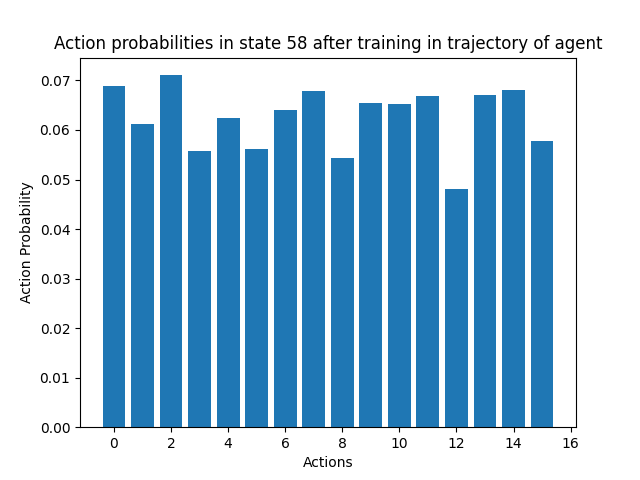 Action probabilities in state 58 after training in trajectory of agent
0.07
0.06
0.05
0.04
0.03
0.02
0.01
0.00
Action Probability
0 2 4 6 8 10 12 14 16
Actions